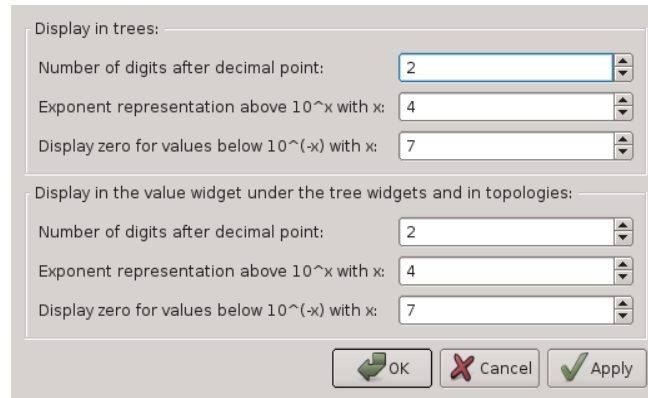 Display in trees:
Number of digits after decimal point: 2
Exponent representation above 10^x with x: 4
Display zero for values below 10^(-x) with x: 7
Display in the value widget under the tree widgets and in topologies:
Number of digits after decimal point: 2
Exponent representation above 10^x with x: 4
Display zero for values below 10^(-x) with x: 7
OK Cancel Apply